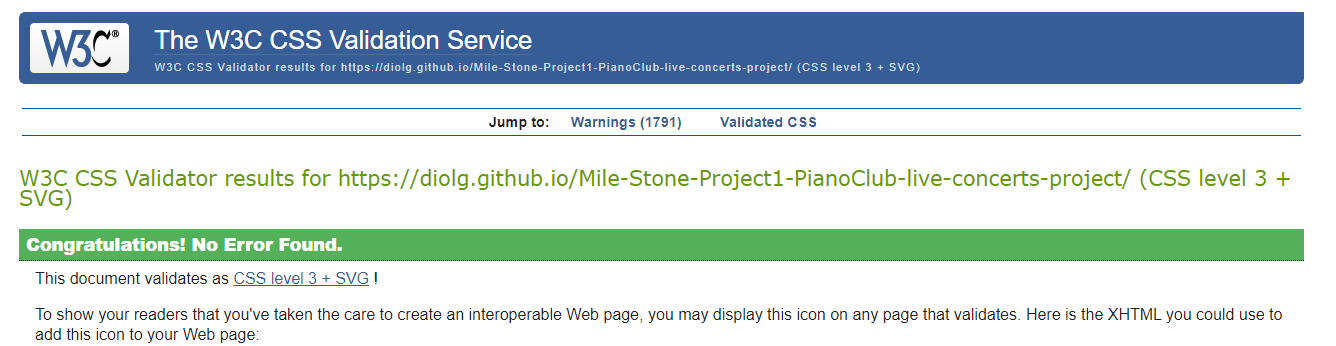 W3C®
The W3C CSS Validation Service
W3C CSS Validator results for https://diolg.github.io/Mile-Stone-Project1-PianoClub-live-concerts-project/ (CSS level 3 + SVG)
Jump to: Warnings (1791) Validated CSS
W3C CSS Validator results for https://diolg.github.io/Mile-Stone-Project1-PianoClub-live-concerts-project/ (CSS level 3 +
SVG)
Congratulations! No Error Found.
This document validates as CSS level 3 + SVG !
To show your readers that you've taken the care to create an interoperable Web page, you may display this icon on any page that validates. Here is the XHTML you could use to
add this icon to your Web page: